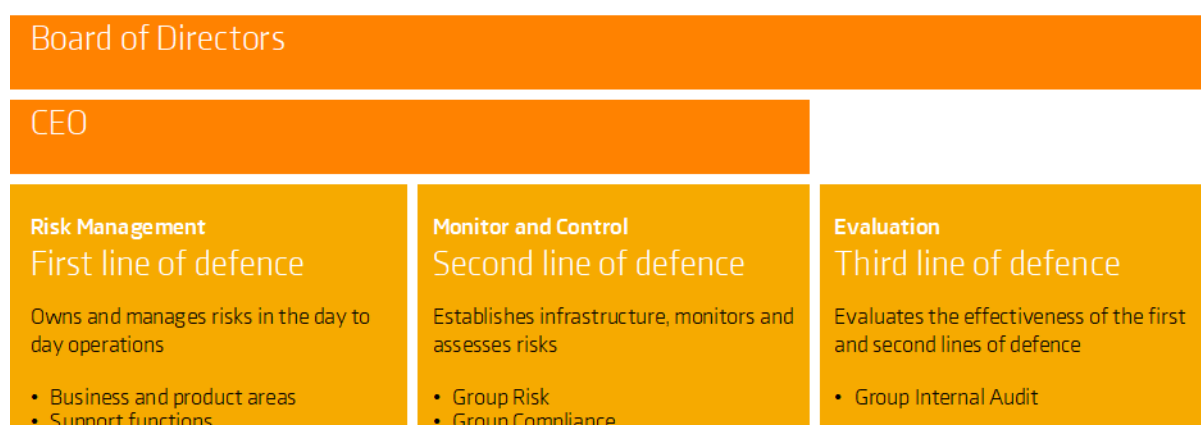 Board of Directors
CEO
Risk Management
First line of defence
Owns and manages risks in the day to
day operations
• Business and product areas
• Support functions
Monitor and Control
Second line of defence
Establishes infrastructure, monitors and
assesses risks
• Group Risk
• Group Compliance
Evaluation
Third line of defence
Evaluates the effectiveness of the first
and second lines of defence
• Group Internal Audit